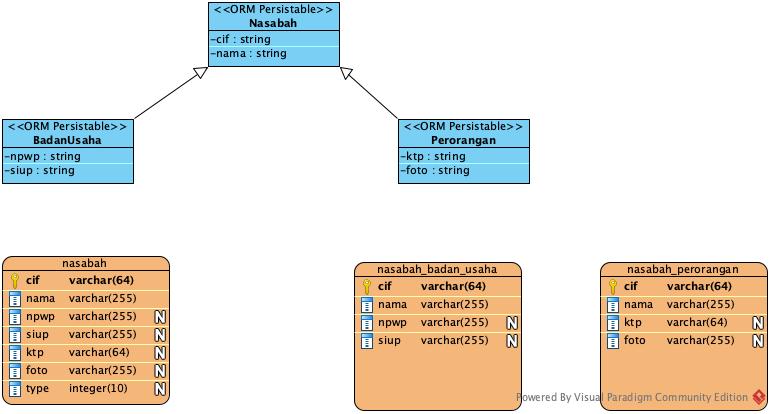 <<ORM Persistable>>
Nasabah
-cif : string
-nama : string
<<ORM Persistable>>
BadanUsaha
-npwp : string
-siup : string
<<ORM Persistable>>
Perorangan
-ktp : string
-foto : string
nasabah
cif varchar(64)
nama varchar(255)
npwp varchar(255) N
siup varchar(255) N
ktp varchar(64) N
foto varchar(255) N
type integer(10) N
nasabah_badan_usaha
cif varchar(64)
nama varchar(255)
npwp varchar(255) N
siup varchar(255) N
nasabah_perorangan
cif varchar(64)
nama varchar(255)
ktp varchar(64) N
foto varchar(255) N
Powered By Visual Paradigm Community Edition